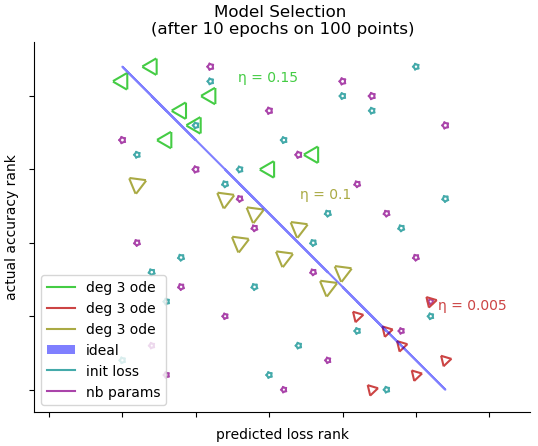 Model Selection
(after 10 epochs on 100 points)
η = 0.15
η = 0.1
η = 0.005
actual accuracy rank
deg 3 ode
deg 3 ode
deg 3 ode
ideal
init loss
nb params
predicted loss rank